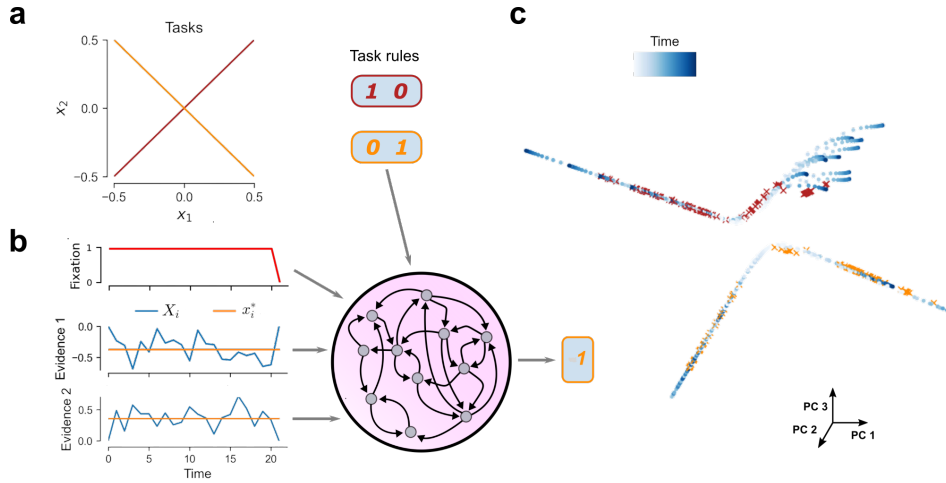 a
Tasks
0.5
0.0
−0.5
x₂
−0.5
0.0
0.5
x₁
Task rules
1 0
0 1
b
Fixation
1
0
Xᵢ
xᵢ*
Evidence 1
0.0
−0.5
Evidence 2
0.5
0.0
0
5
10
15
20
Time
1
c
Time
PC 3
PC 2
PC 1